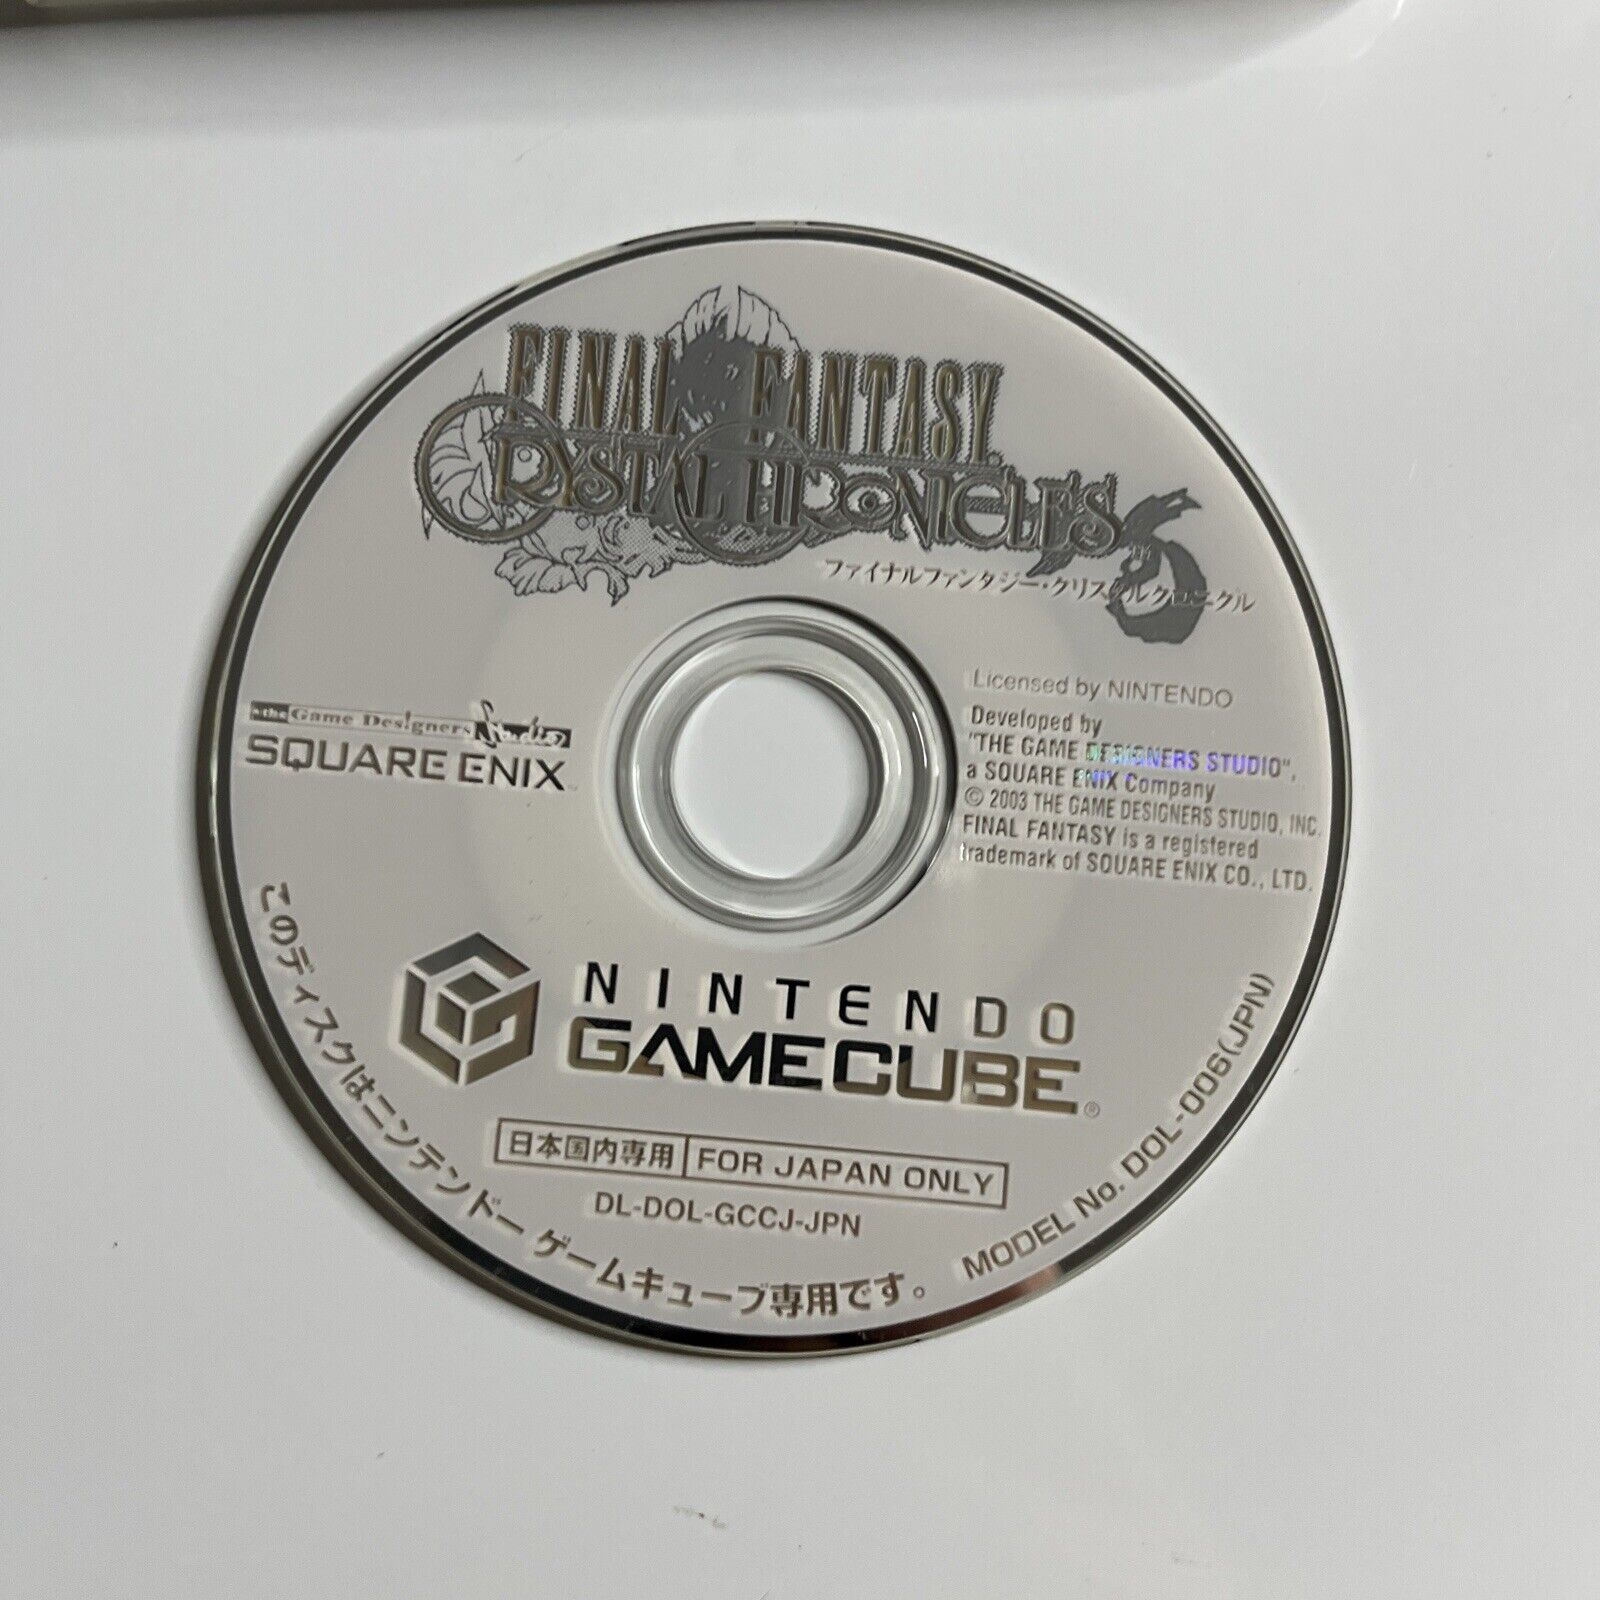 FINAL FANTASY®
CRYSTAL CHRONICLES™
ファイナルファンタジー・クリスタルクロニクル
the Game Designers Studio
SQUARE ENIX
Licensed by NINTENDO
Developed by
"THE GAME DESIGNERS STUDIO",
a SQUARE ENIX Company
© 2003 THE GAME DESIGNERS STUDIO, INC.
FINAL FANTASY is a registered
trademark of SQUARE ENIX CO., LTD.
NINTENDO
GAMECUBE®
日本国内専用 FOR JAPAN ONLY
DL-DOL-GCCJ-JPN
このディスクはニンテンドー ゲームキューブ専用です。
MODEL No. DOL-006(JPN)